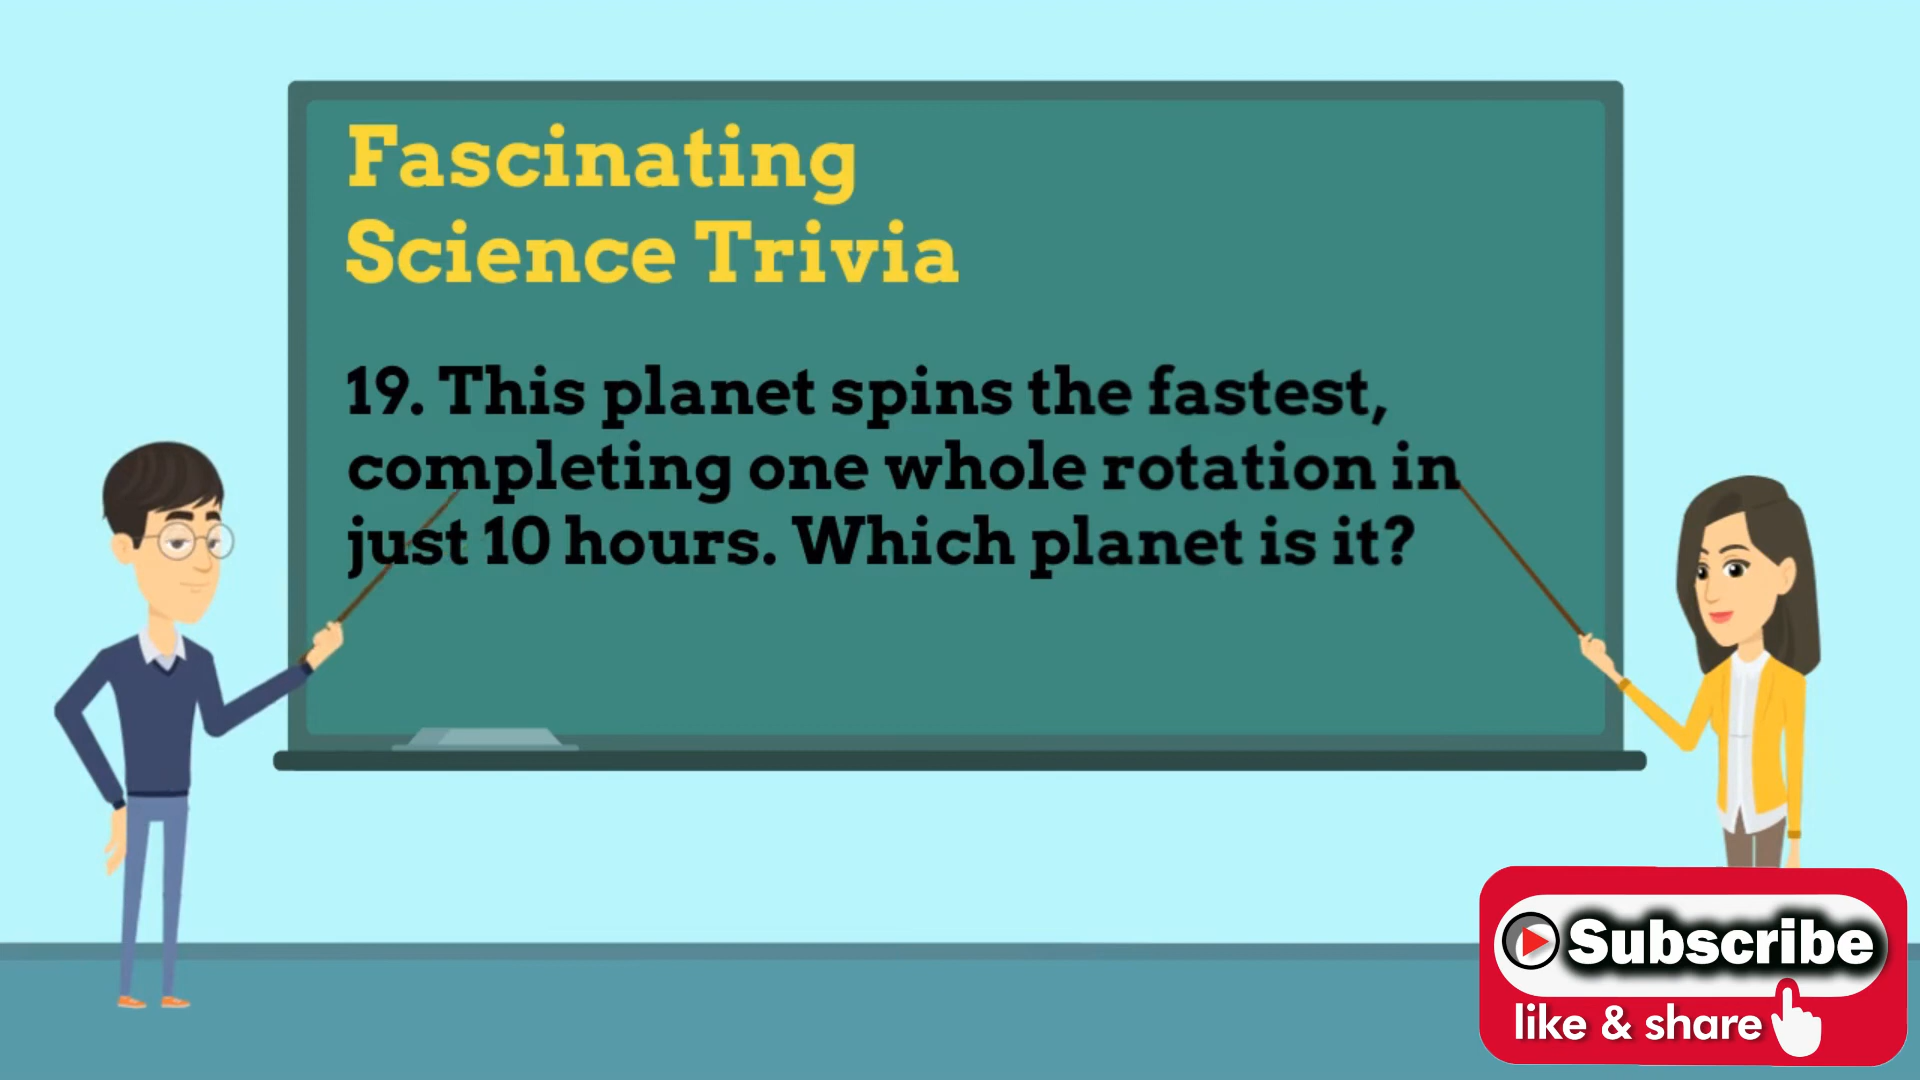 Fascinating
Science Trivia
19. This planet spins the fastest,
completing one whole rotation in
just 10 hours. Which planet is it?
Subscribe
like & share